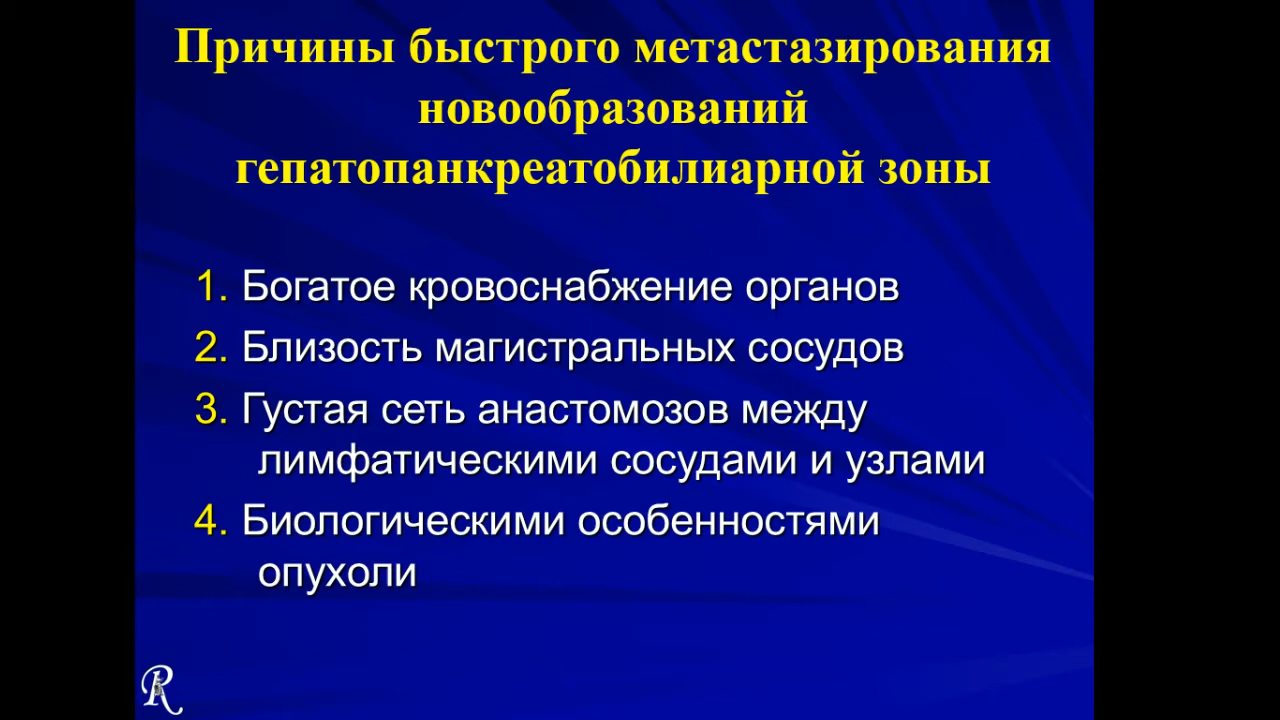 Причины быстрого метастазирования
новообразований
гепатопанкреатобилиарной зоны
1. Богатое кровоснабжение органов
2. Близость магистральных сосудов
3. Густая сеть анастомозов между
лимфатическими сосудами и узлами
4. Биологическими особенностями
опухоли
R